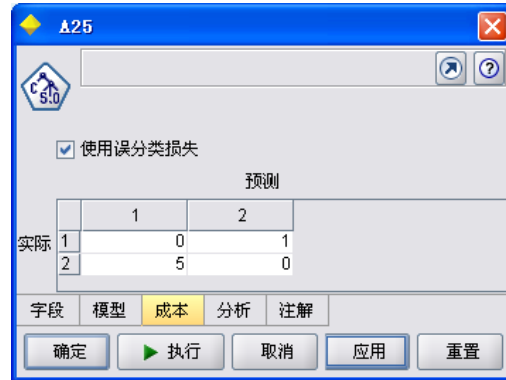 A25
C5.0
使用误分类损失
预测
1 2
实际 1 0 1
2 5 0
字段 模型 成本 分析 注解
确定 执行 取消 应用 重置